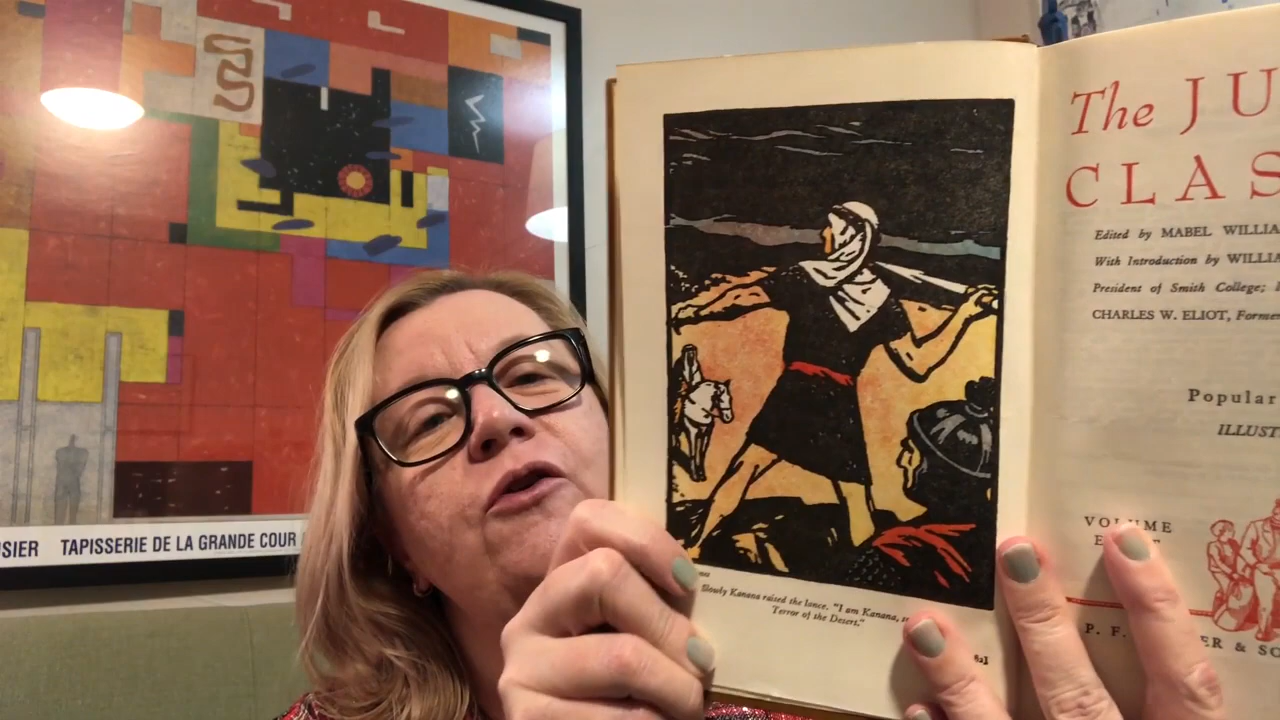 USIER TAPISSERIE DE LA GRANDE COUR
Slowly Kanana raised the lance. "I am Kanana,
Terror of the Desert."
The JU
CLAS
Edited by MABEL WILLIA
With Introduction by WILLIA
President of Smith College;
CHARLES W. ELIOT, Former
Popular
ILLUST
VOLUME
P. F. ER & SO